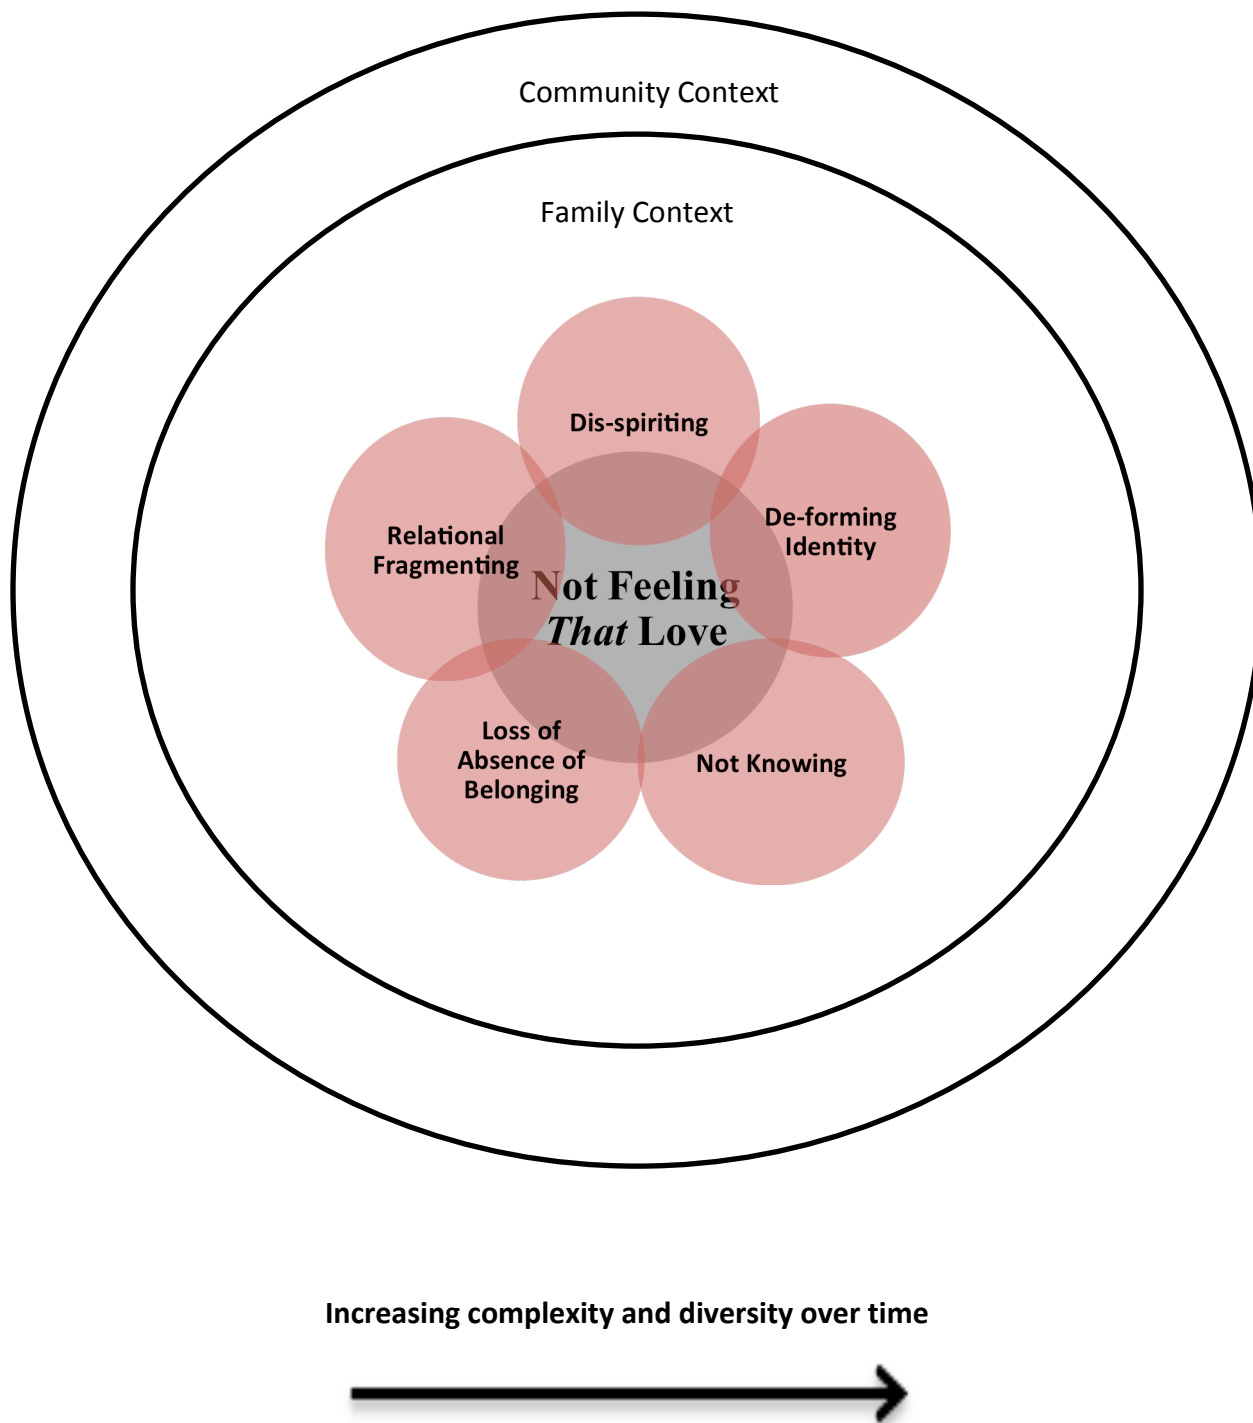 Community Context
Family Context
Dis-spiriting
De-forming
Identity
Relational
Fragmenting
Not Feeling
That Love
Loss of
Absence of
Belonging
Not Knowing
Increasing complexity and diversity over time